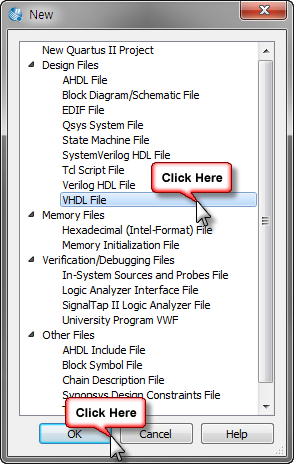 New
New Quartus II Project
Design Files
AHDL File
Block Diagram/Schematic File
EDIF File
Qsys System File
State Machine File
SystemVerilog HDL File
Tcl Script File
Verilog HDL File
Click Here
VHDL File
Memory Files
Hexadecimal (Intel-Format) File
Memory Initialization File
Verification/Debugging Files
In-System Sources and Probes File
Logic Analyzer Interface File
SignalTap II Logic Analyzer File
University Program VWF
Other Files
AHDL Include File
Block Symbol File
Chain Description File
Synopsys Design Constraints File
File
Click Here
OK
Cancel
Help